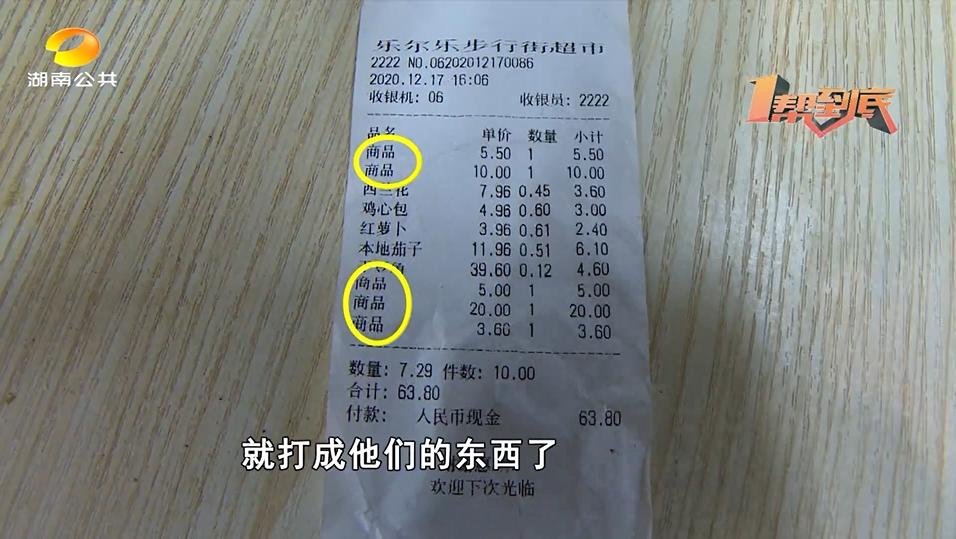 湖南公共
1帮到底
乐尔乐步行街超市
2222 NO.06202012170086
2020.12.17 16:06
收银机: 06 收银员: 2222
品名 单价 数量 小计
商品 5.50 1 5.50
商品 10.00 1 10.00
西兰花 7.96 0.45 3.60
鸡心包 4.96 0.60 3.00
红萝卜 3.96 0.61 2.40
本地茄子 11.96 0.51 6.10
39.60 0.12 4.60
商品 5.00 1 5.00
商品 20.00 1 20.00
商品 3.60 1 3.60
数量: 7.29 件数: 10.00
合计: 63.80
付款: 人民币现金 63.80
就打成他们的东西了
欢迎下次光临